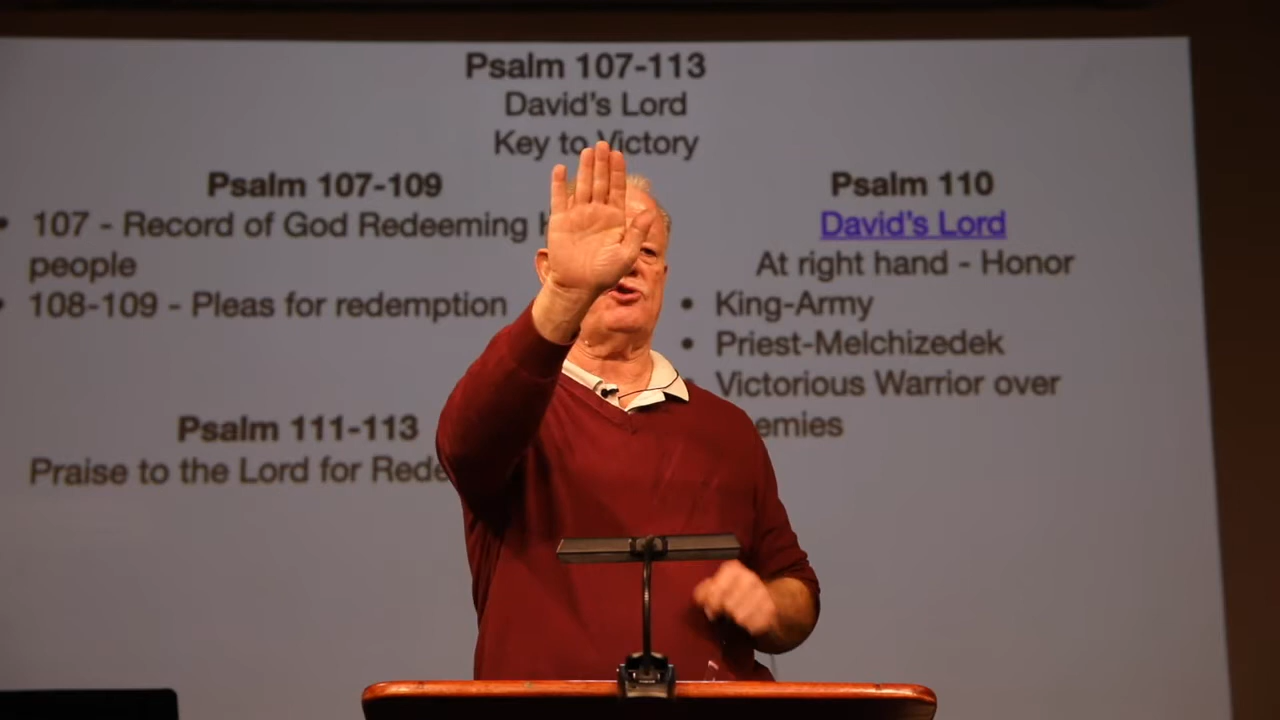 Psalm 107-113
David's Lord
Key to Victory
Psalm 107-109
• 107 - Record of God Redeeming
people
• 108-109 - Pleas for redemption
Psalm 111-113
Praise to the Lord for
Psalm 110
David's Lord
At right hand - Honor
• King-Army
• Priest-Melchizedek
Victorious Warrior over